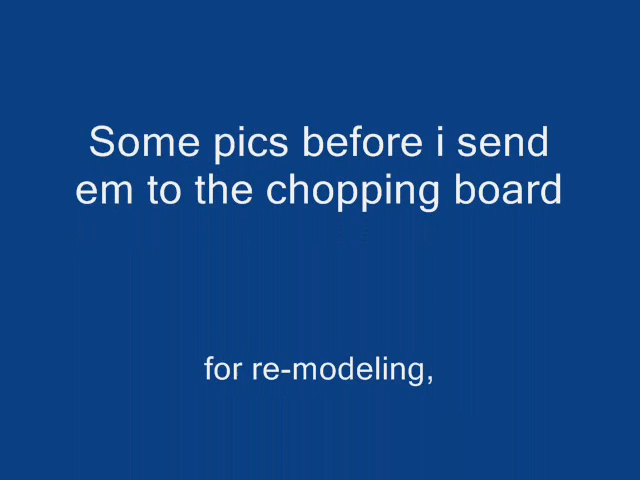 Some pics before i send
em to the chopping board
for re-modeling,